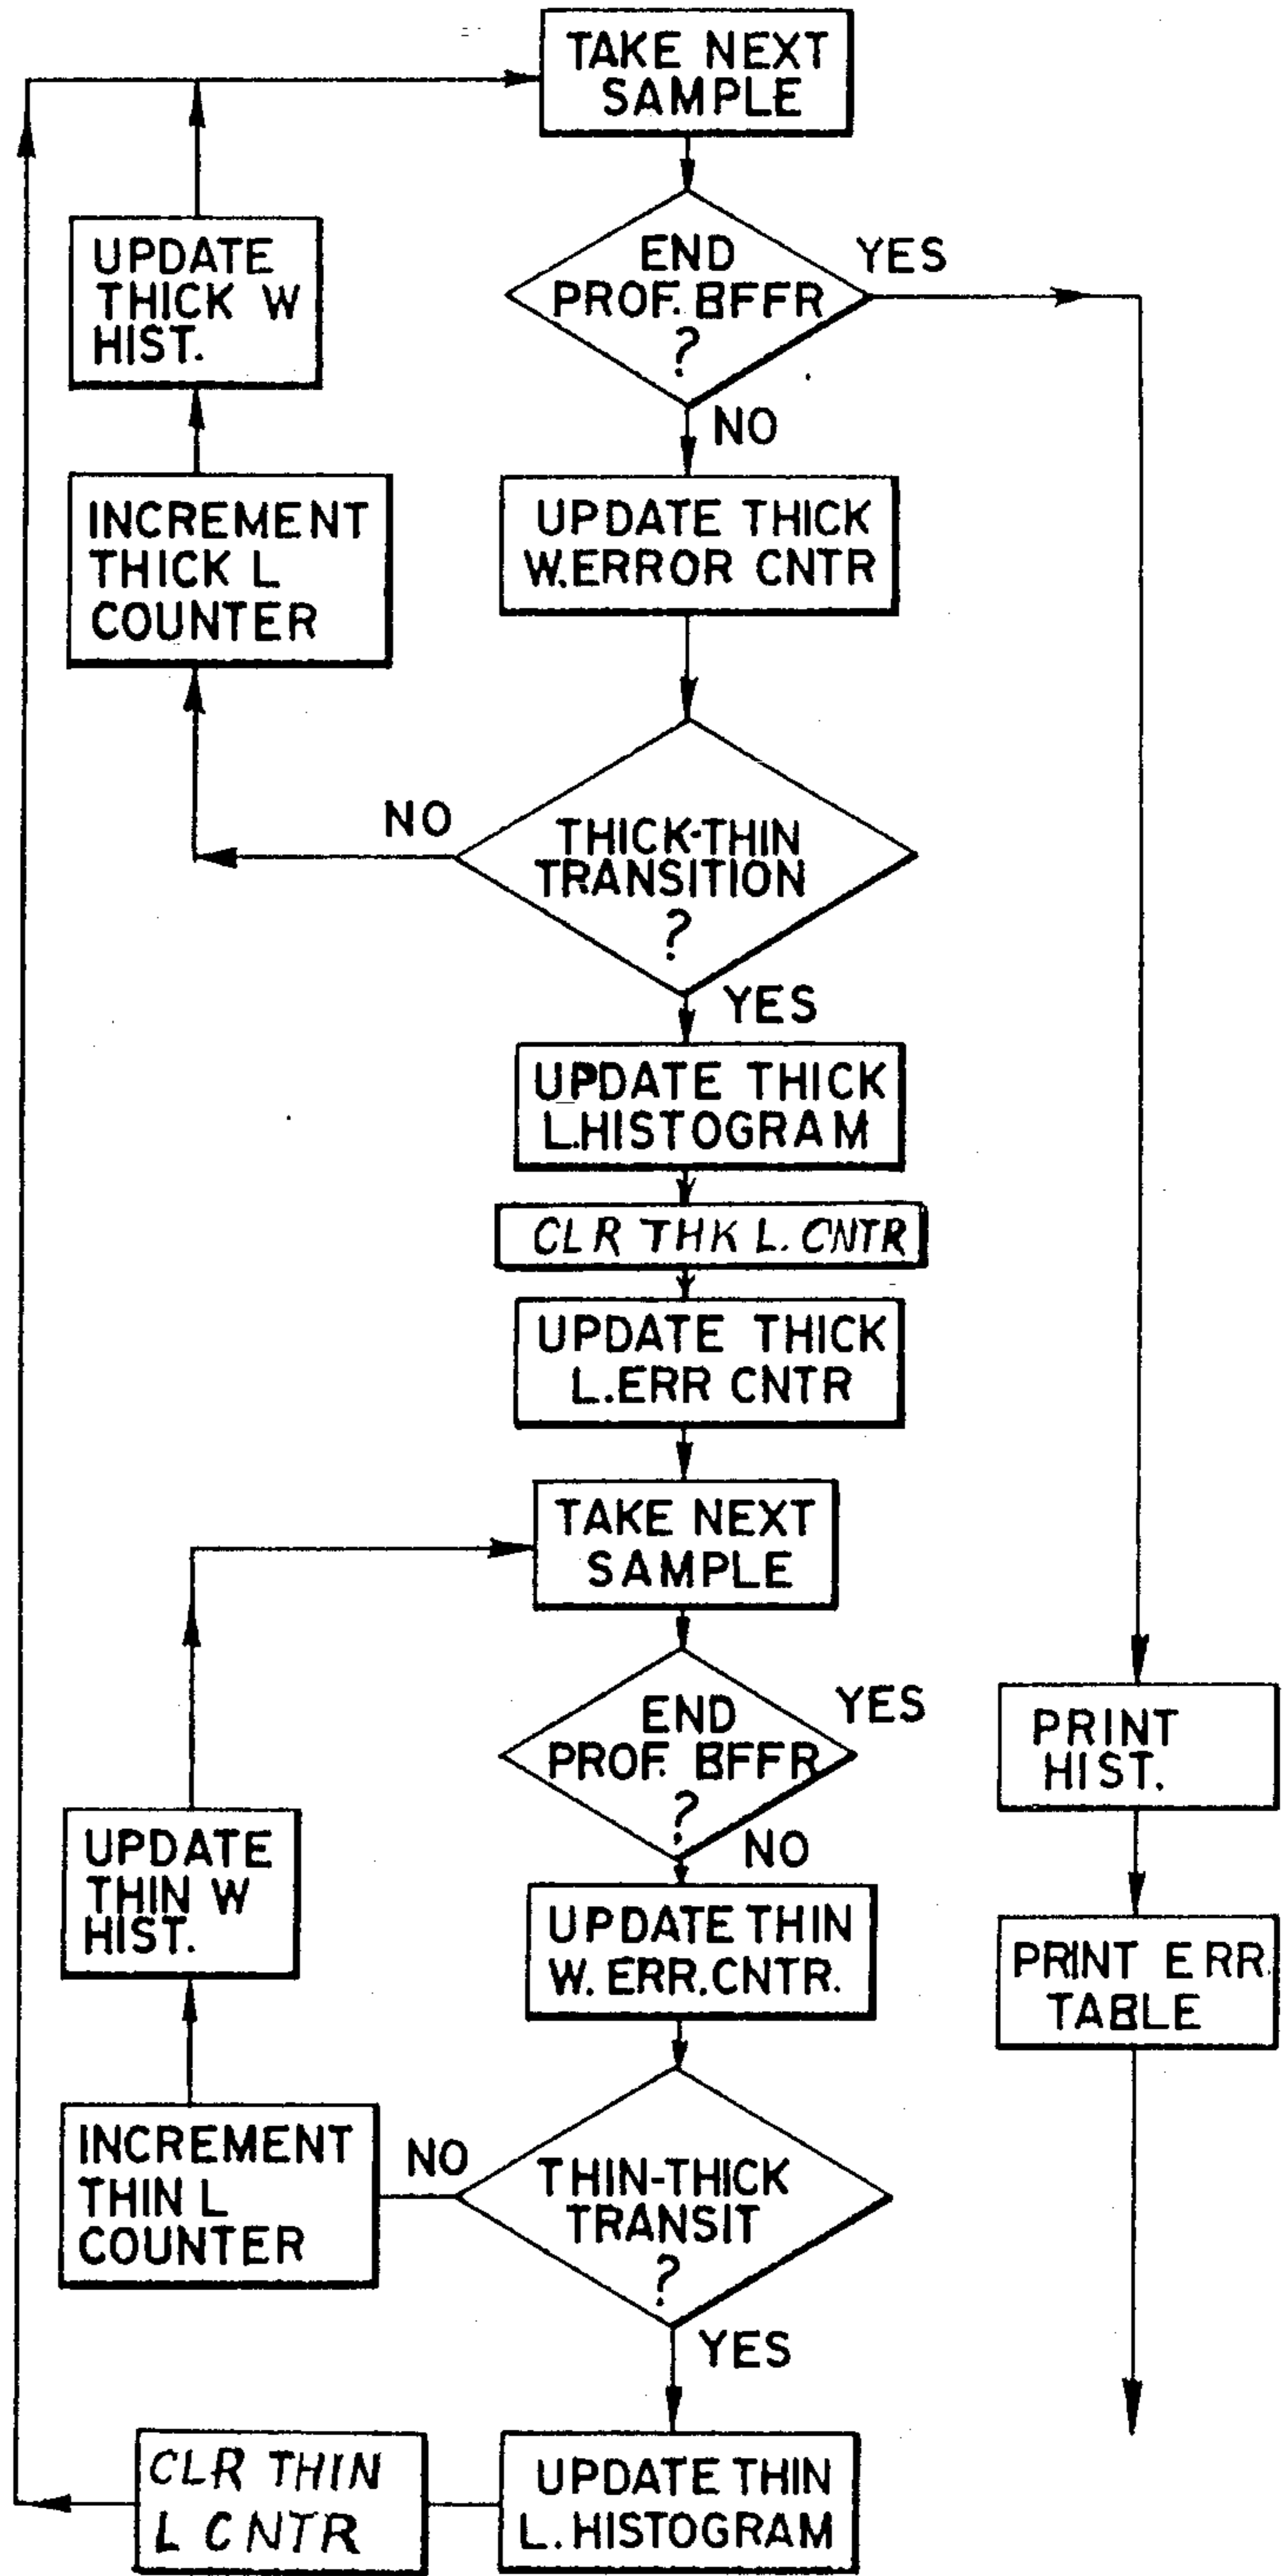 TAKE NEXT
SAMPLE
END
PROF. BFFR
?
YES
NO
UPDATE
THICK W
HIST.
INCREMENT
THICK L
COUNTER
UPDATE THICK
W.ERROR CNTR
NO
THICK-THIN
TRANSITION
?
YES
UPDATE THICK
L.HISTOGRAM
CLR THK L. CNTR
UPDATE THICK
L.ERR CNTR
TAKE NEXT
SAMPLE
END
PROF. BFFR
?
YES
NO
PRINT
HIST.
UPDATE
THIN W
HIST.
UPDATE THIN
W. ERR.CNTR.
PRINT ERR.
TABLE
INCREMENT
THIN L
COUNTER
NO
THIN-THICK
TRANSIT
?
YES
CLR THIN
L CNTR
UPDATE THIN
L. HISTOGRAM